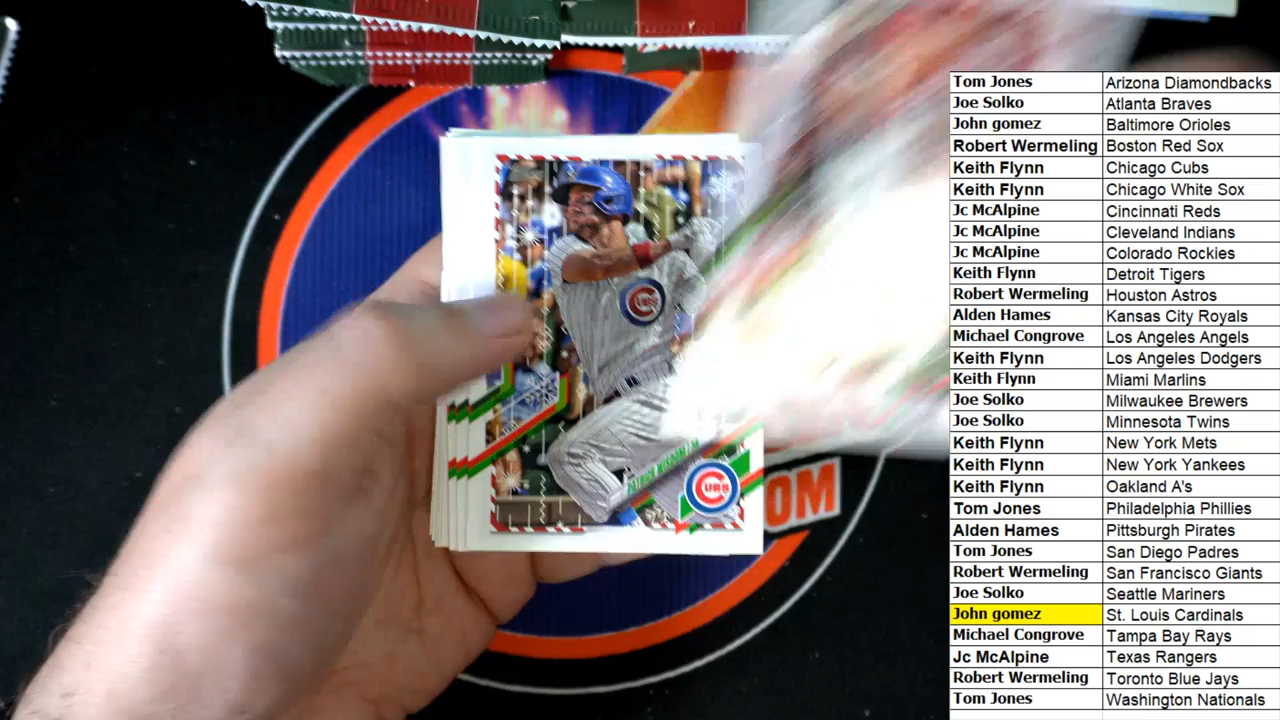 Tom Jones Arizona Diamondbacks
Joe Solko Atlanta Braves
John gomez Baltimore Orioles
Robert Wermeling Boston Red Sox
Keith Flynn Chicago Cubs
Keith Flynn Chicago White Sox
Jc McAlpine Cincinnati Reds
Jc McAlpine Cleveland Indians
Jc McAlpine Colorado Rockies
Keith Flynn Detroit Tigers
Robert Wermeling Houston Astros
Alden Hames Kansas City Royals
Michael Congrove Los Angeles Angels
Keith Flynn Los Angeles Dodgers
Keith Flynn Miami Marlins
Joe Solko Milwaukee Brewers
Joe Solko Minnesota Twins
Keith Flynn New York Mets
Keith Flynn New York Yankees
Keith Flynn Oakland A's
Tom Jones Philadelphia Phillies
Alden Hames Pittsburgh Pirates
Tom Jones San Diego Padres
Robert Wermeling San Francisco Giants
Joe Solko Seattle Mariners
John gomez St. Louis Cardinals
Michael Congrove Tampa Bay Rays
Jc McAlpine Texas Rangers
Robert Wermeling Toronto Blue Jays
Tom Jones Washington Nationals
CUBS
PATRICK WISDOM
CUBS
OM